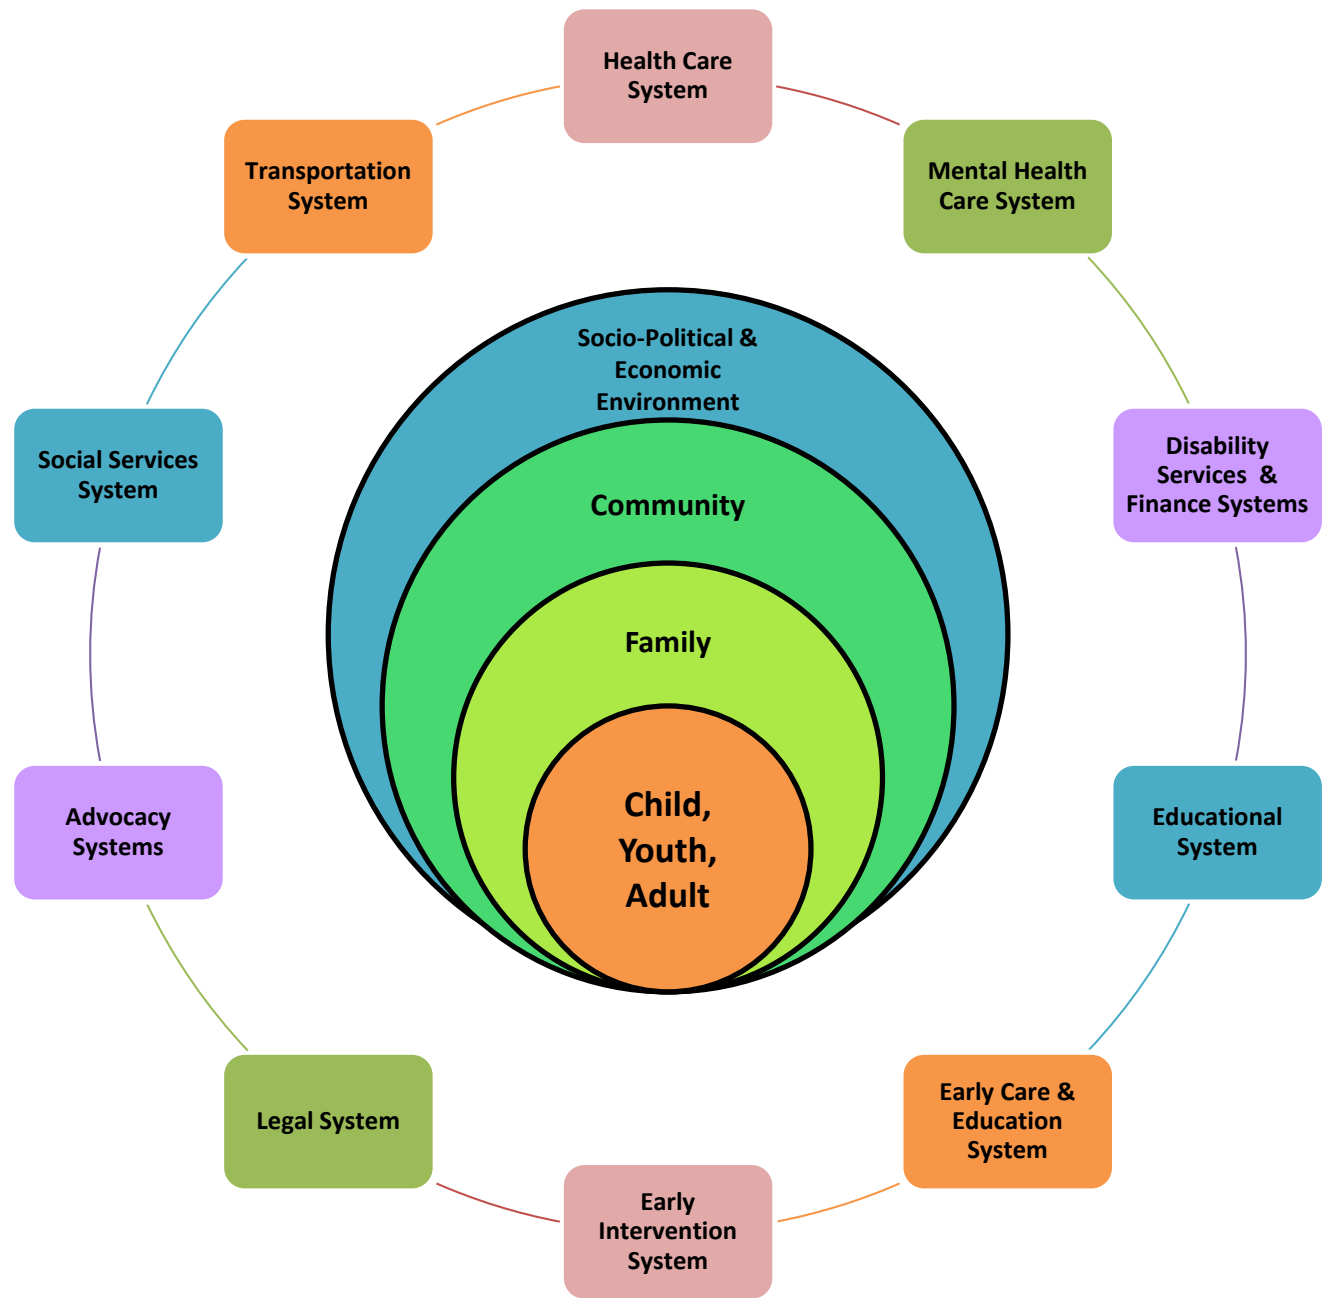 Health Care
System
Mental Health
Care System
Disability
Services  &
Finance Systems
Educational
System
Early Care &
Education
System
Early
Intervention
System
Legal System
Advocacy
Systems
Social Services
System
Transportation
System
Socio-Political &
Economic
Environment
Community
Family
Child,
Youth,
Adult